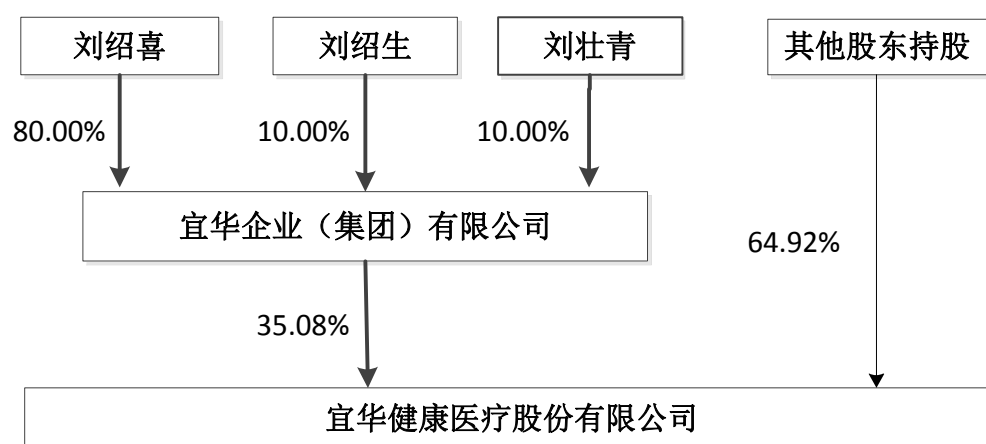 刘绍喜
刘绍生
刘壮青
其他股东持股
80.00%
10.00%
10.00%
宜华企业（集团）有限公司
64.92%
35.08%
宜华健康医疗股份有限公司